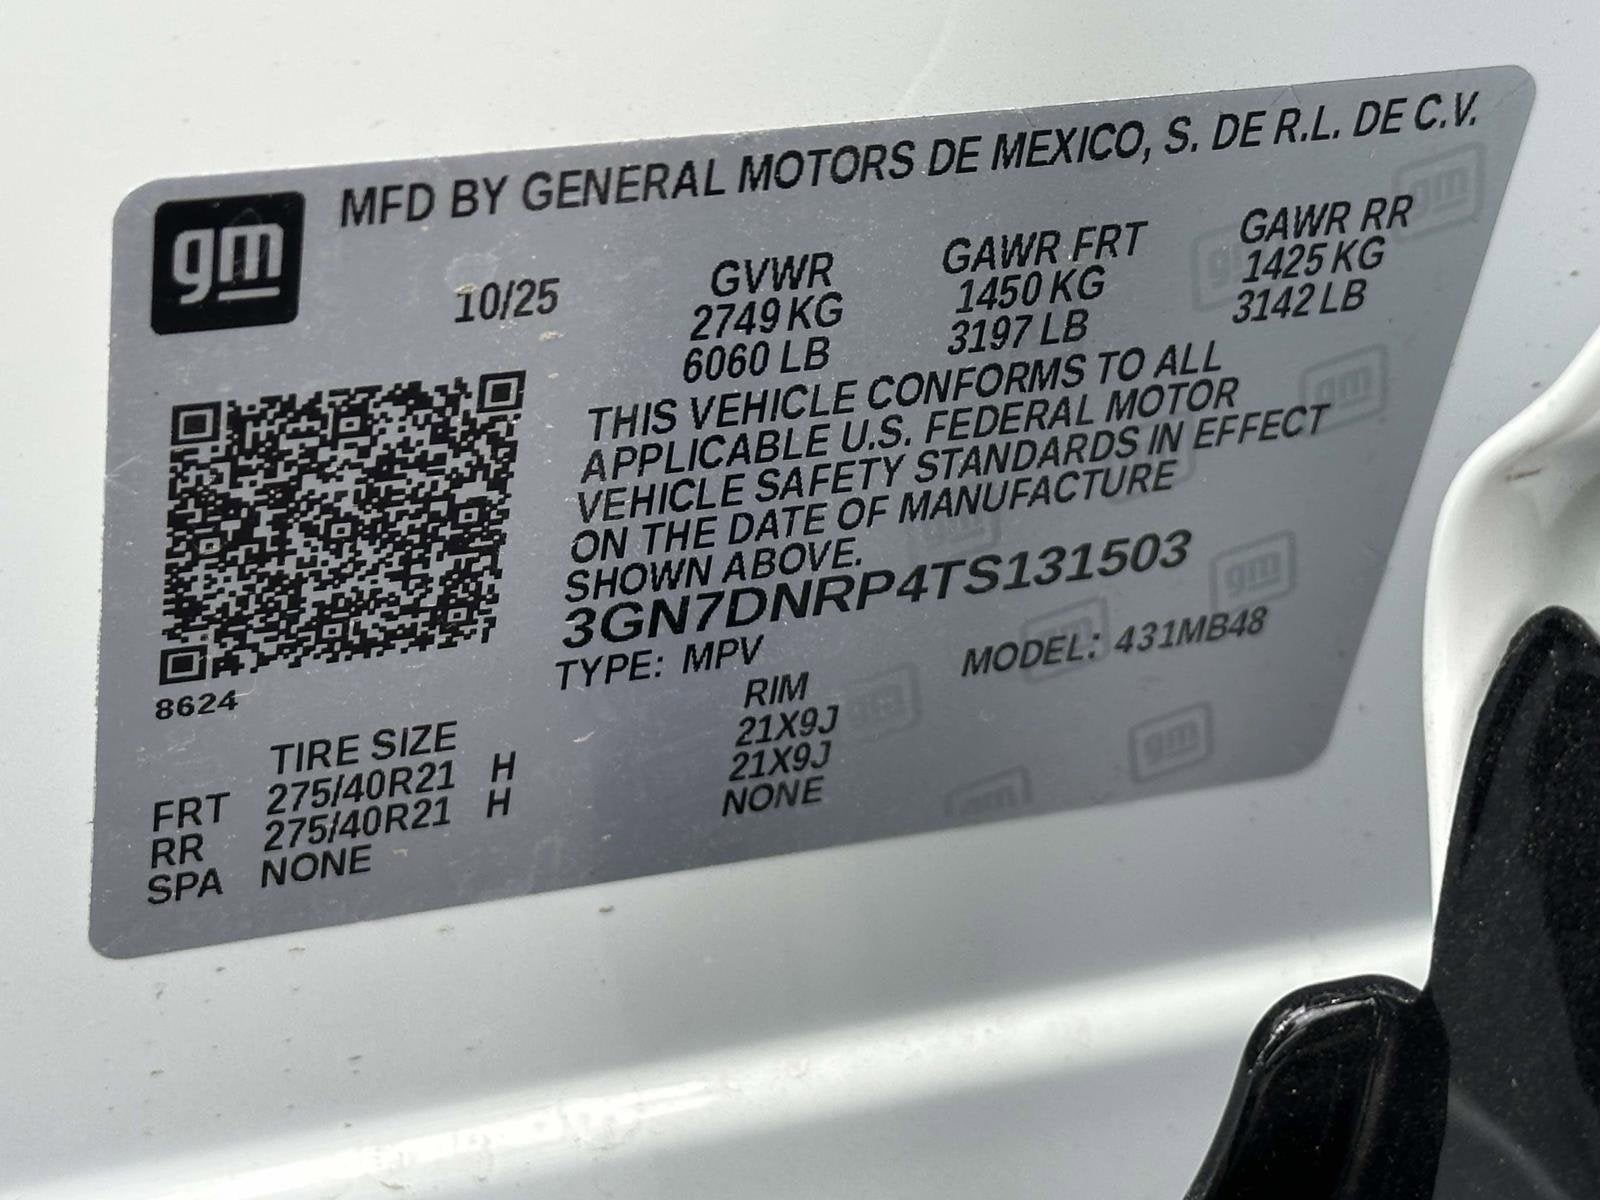 gm
MFD BY GENERAL MOTORS DE MEXICO, S. DE R.L. DE C.V.
10/25 GVWR GAWR FRT GAWR RR
2749 KG 1450 KG 1425 KG
6060 LB 3197 LB 3142 LB
THIS VEHICLE CONFORMS TO ALL
APPLICABLE U.S. FEDERAL MOTOR
VEHICLE SAFETY STANDARDS IN EFFECT
ON THE DATE OF MANUFACTURE
SHOWN ABOVE.
3GN7DNRP4TS131503
TYPE: MPV MODEL: 431MB48
8624
TIRE SIZE RIM
FRT 275/40R21 H 21X9J
RR 275/40R21 H 21X9J
SPA NONE NONE